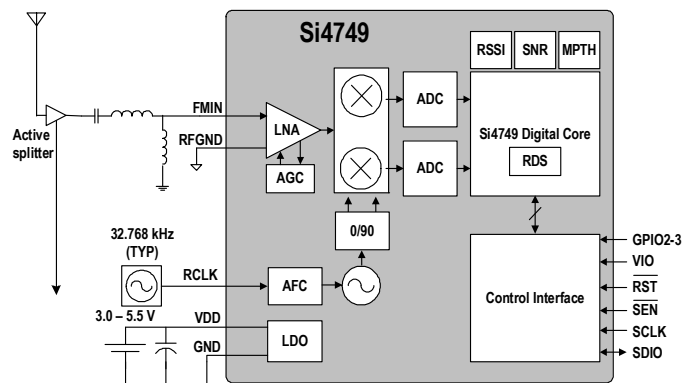 Si4749
RSSI
SNR
MPTH
FMIN
RFGND
LNA
AGC
ADC
ADC
Si4749 Digital Core
RDS
Active
splitter
0/90
32.768 kHz
(TYP)
RCLK
AFC
3.0 – 5.5 V
VDD
GND
LDO
Control Interface
GPIO2-3
VIO
RST
SEN
SCLK
SDIO